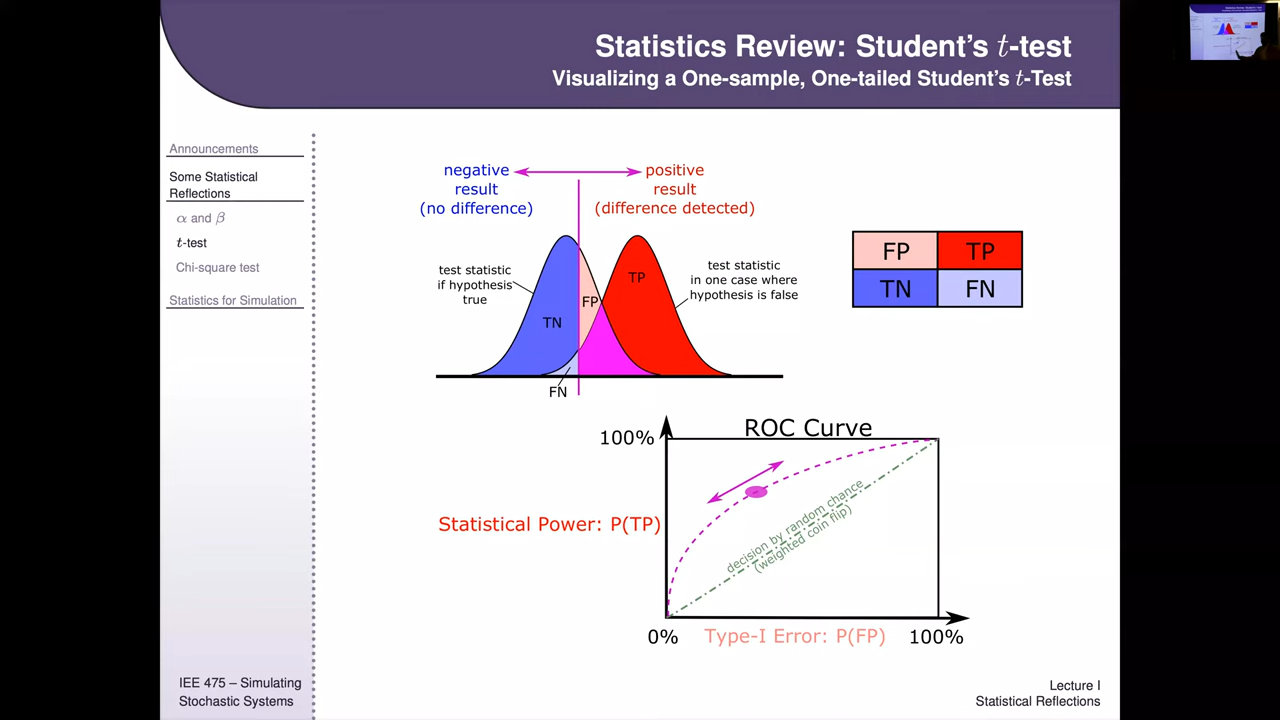 Statistics Review: Student's t-test
Visualizing a One-sample, One-tailed Student's t-Test
Announcements
Some Statistical
Reflections
α and β
t-test
Chi-square test
Statistics for Simulation
negative
result
(no difference)
positive
result
(difference detected)
test statistic
if hypothesis
true
test statistic
in one case where
hypothesis is false
TN
FP
TP
FN
FP TP
TN FN
ROC Curve
100%
Statistical Power: P(TP)
decision by random chance
(weighted coin flip)
0% Type-I Error: P(FP) 100%
IEE 475 – Simulating
Stochastic Systems
Lecture I
Statistical Reflections